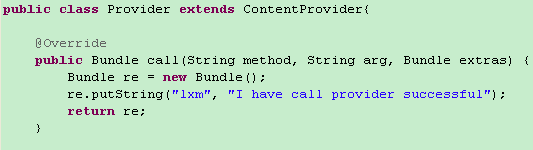 public class Provider extends ContentProvider{
@Override
public Bundle call(String method, String arg, Bundle extras) {
Bundle re = new Bundle();
re.putString("lxm", "I have call provider successful");
return re;
}